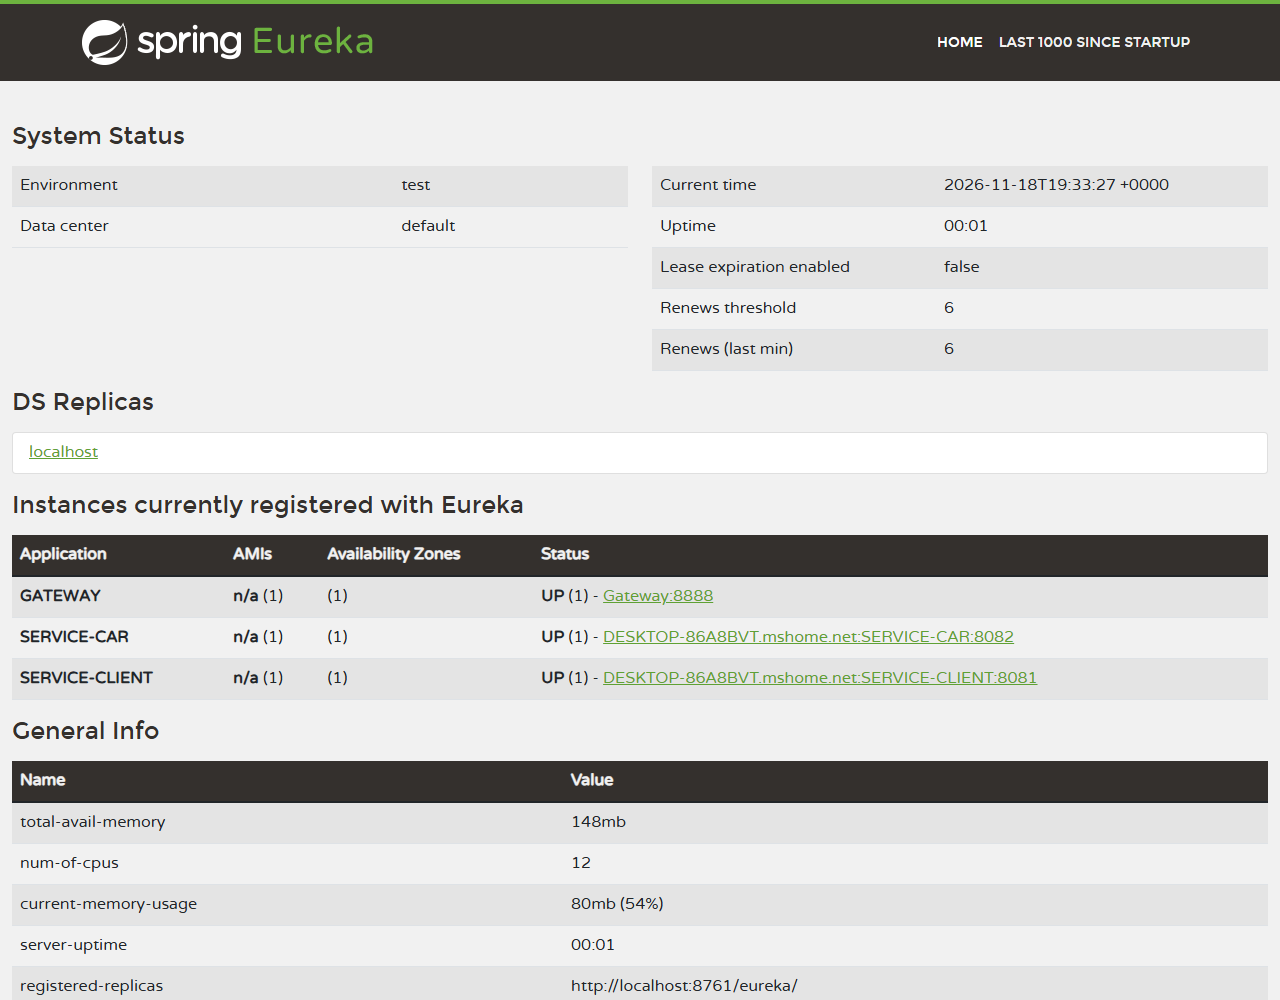 spring Eureka
HOME LAST 1000 SINCE STARTUP
System Status
Environment test
Data center default
Current time 2026-11-18T19:33:27 +0000
Uptime 00:01
Lease expiration enabled false
Renews threshold 6
Renews (last min) 6
DS Replicas
localhost
Instances currently registered with Eureka
Application AMIs Availability Zones Status
GATEWAY n/a (1) (1) UP (1) - Gateway:8888
SERVICE-CAR n/a (1) (1) UP (1) - DESKTOP-86A8BVT.mshome.net:SERVICE-CAR:8082
SERVICE-CLIENT n/a (1) (1) UP (1) - DESKTOP-86A8BVT.mshome.net:SERVICE-CLIENT:8081
General Info
Name Value
total-avail-memory 148mb
num-of-cpus 12
current-memory-usage 80mb (54%)
server-uptime 00:01
registered-replicas http://localhost:8761/eureka/